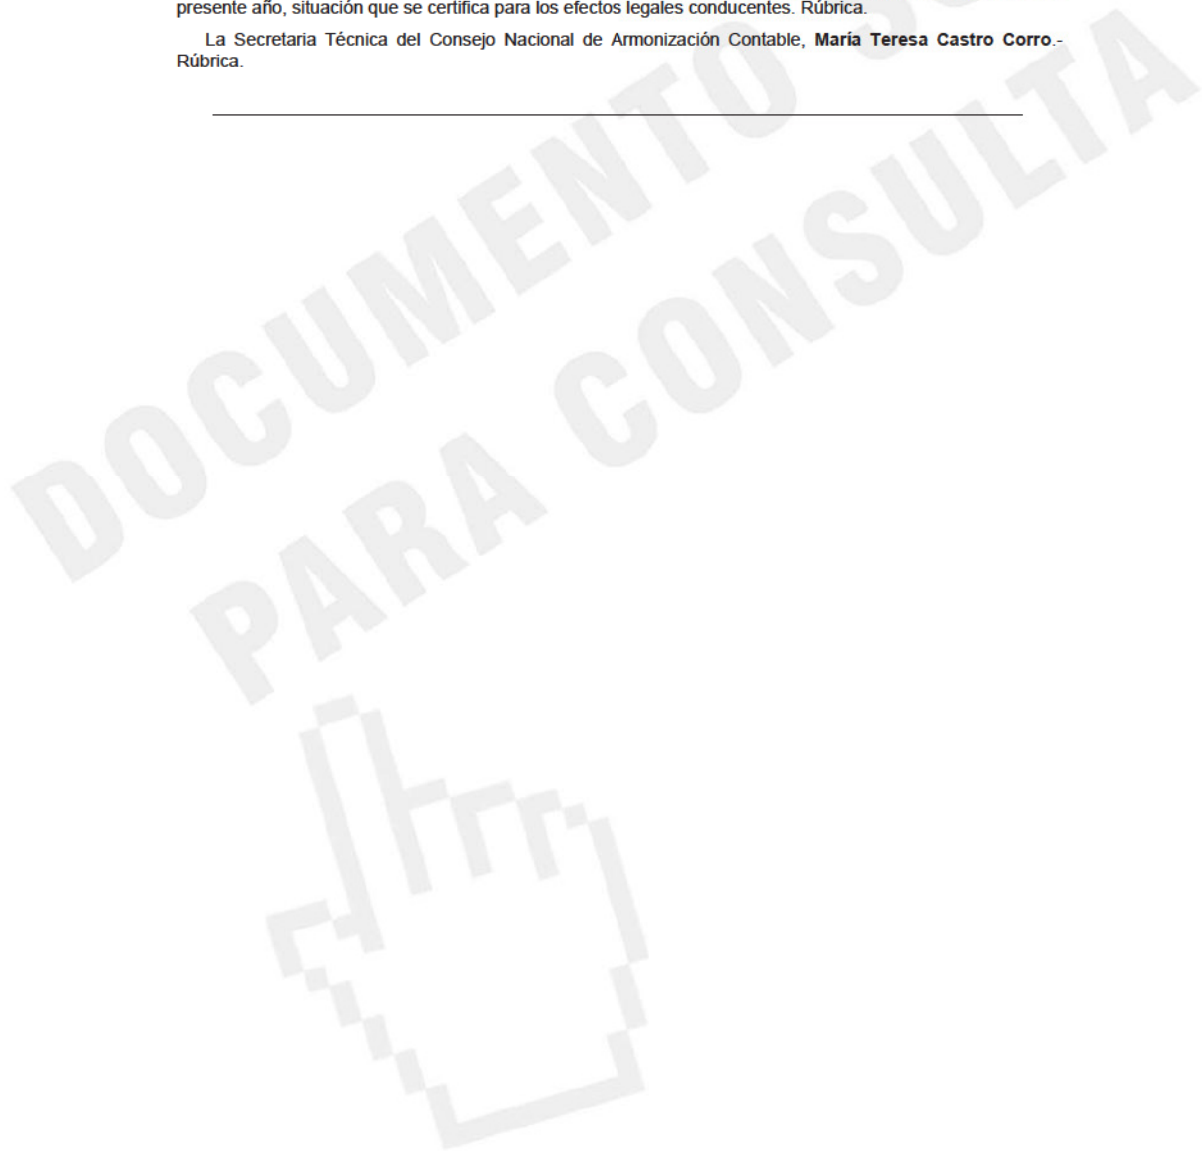 presente año, situación que se certifica para los efectos legales conducentes. Rúbrica.
La Secretaria Técnica del Consejo Nacional de Armonización Contable, María Teresa Castro Corro.-
Rúbrica.
DOCUMENTO
PARA CONSULTA